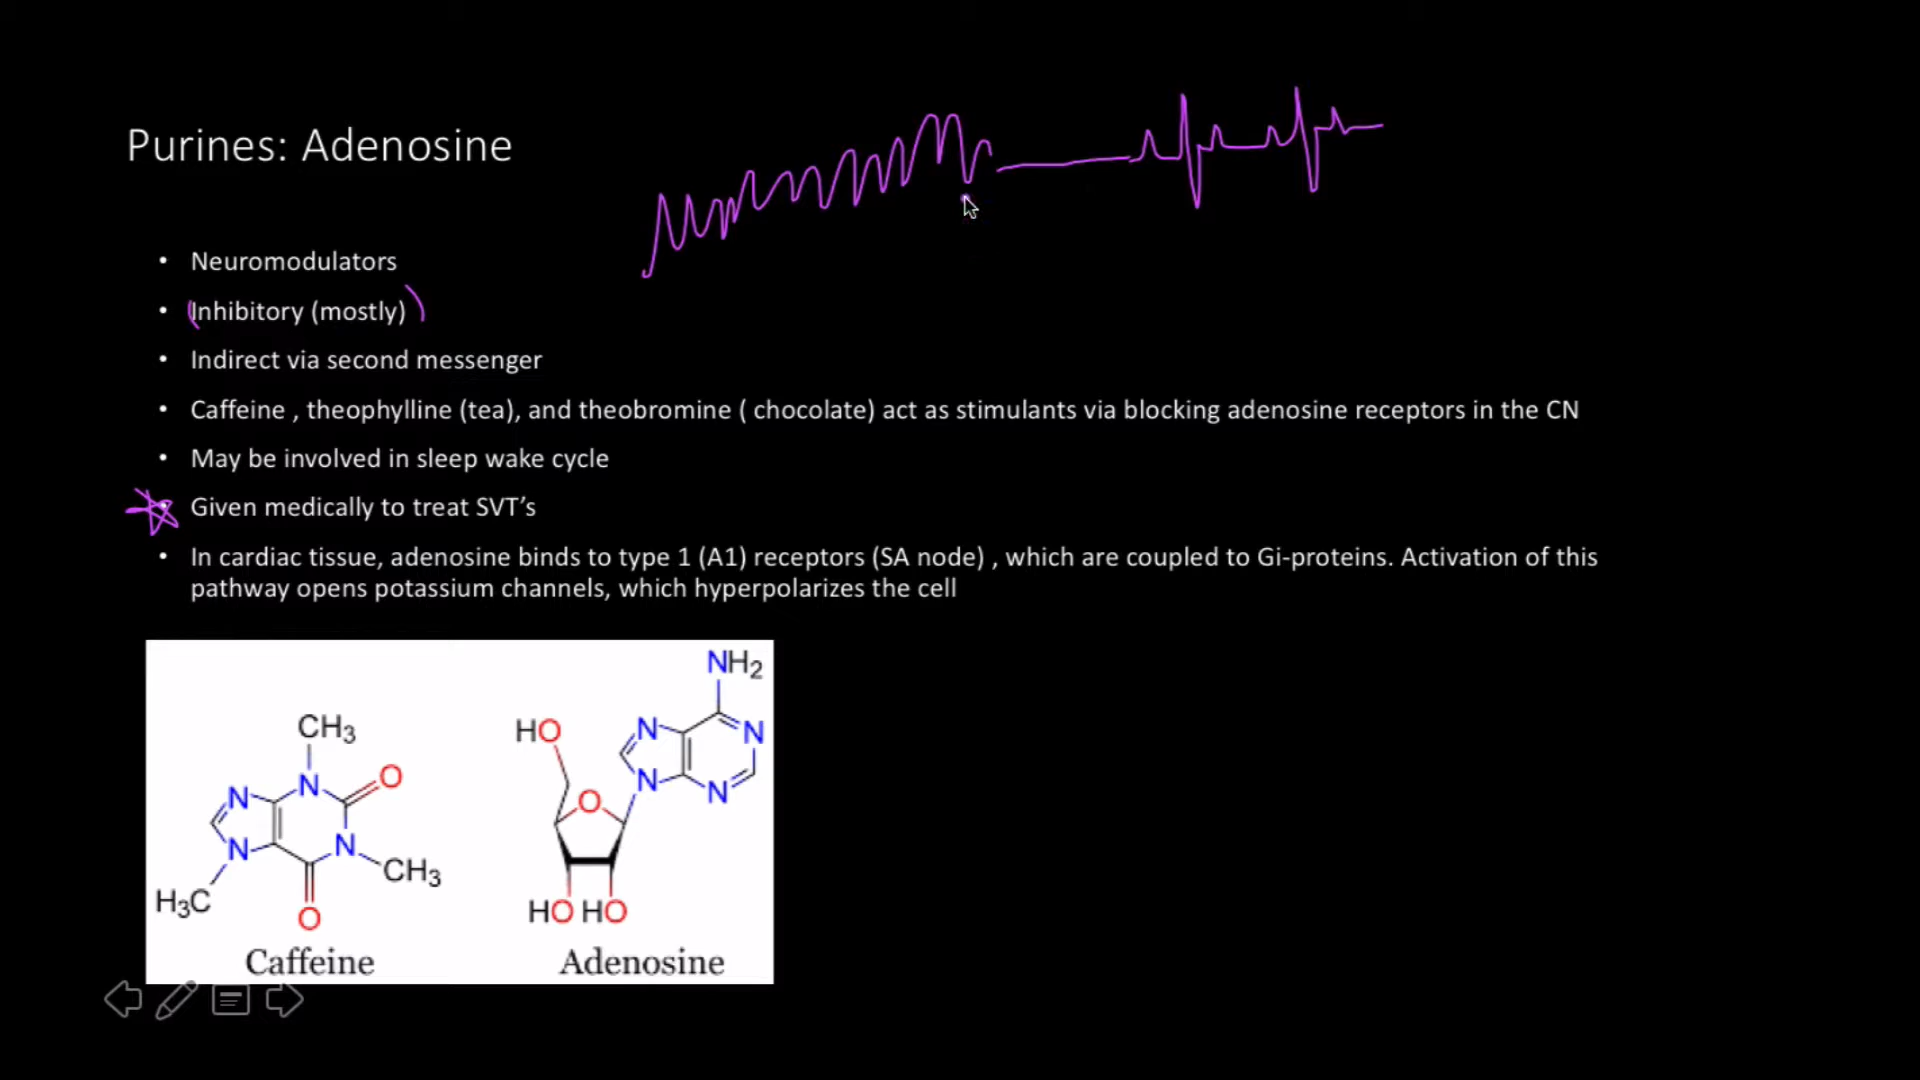 Purines: Adenosine
• Neuromodulators
• Inhibitory (mostly)
• Indirect via second messenger
• Caffeine , theophylline (tea), and theobromine ( chocolate) act as stimulants via blocking adenosine receptors in the CN
• May be involved in sleep wake cycle
• Given medically to treat SVT’s
• In cardiac tissue, adenosine binds to type 1 (A1) receptors (SA node) , which are coupled to Gi-proteins. Activation of this
pathway opens potassium channels, which hyperpolarizes the cell
CH3
N
N
O
N
N
CH3
H3C
O
Caffeine
NH2
HO
N
N
N
N
O
HO HO
Adenosine